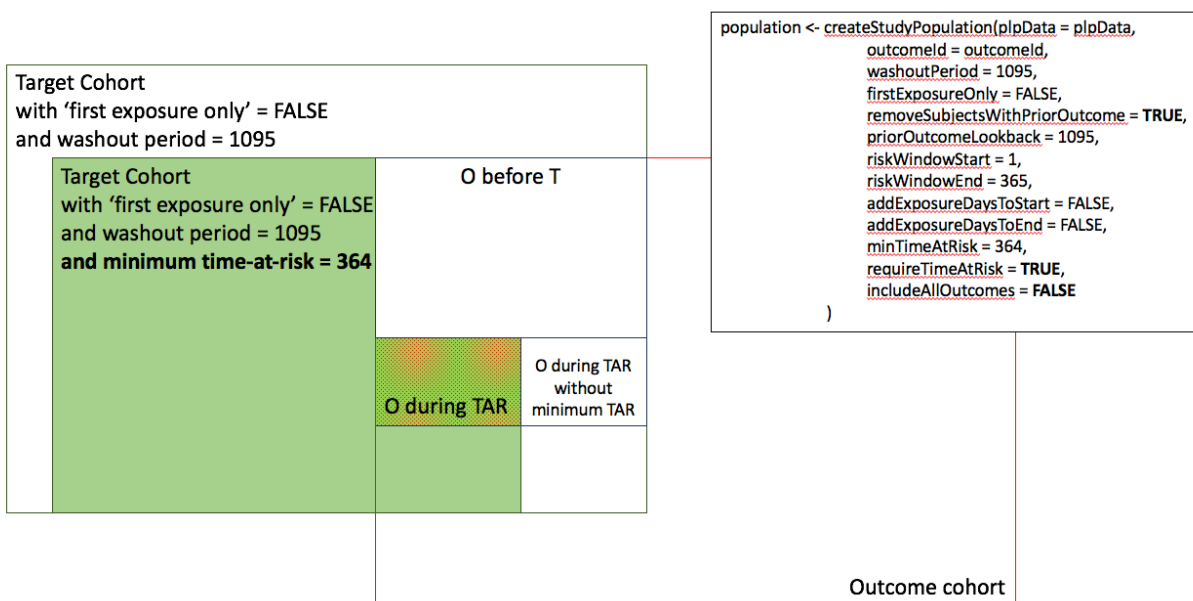 Target Cohort
with ‘first exposure only’ = FALSE
and washout period = 1095
Target Cohort
with ‘first exposure only’ = FALSE
and washout period = 1095
and minimum time-at-risk = 364
O before T
O during TAR
O during TAR
without
minimum TAR
population <- createStudyPopulation(plpData = plpData,
outcomeId = outcomeId,
washoutPeriod = 1095,
firstExposureOnly = FALSE,
removeSubjectsWithPriorOutcome = TRUE,
priorOutcomeLookback = 1095,
riskWindowStart = 1,
riskWindowEnd = 365,
addExposureDaysToStart = FALSE,
addExposureDaysToEnd = FALSE,
minTimeAtRisk = 364,
requireTimeAtRisk = TRUE,
includeAllOutcomes = FALSE
)
Outcome cohort